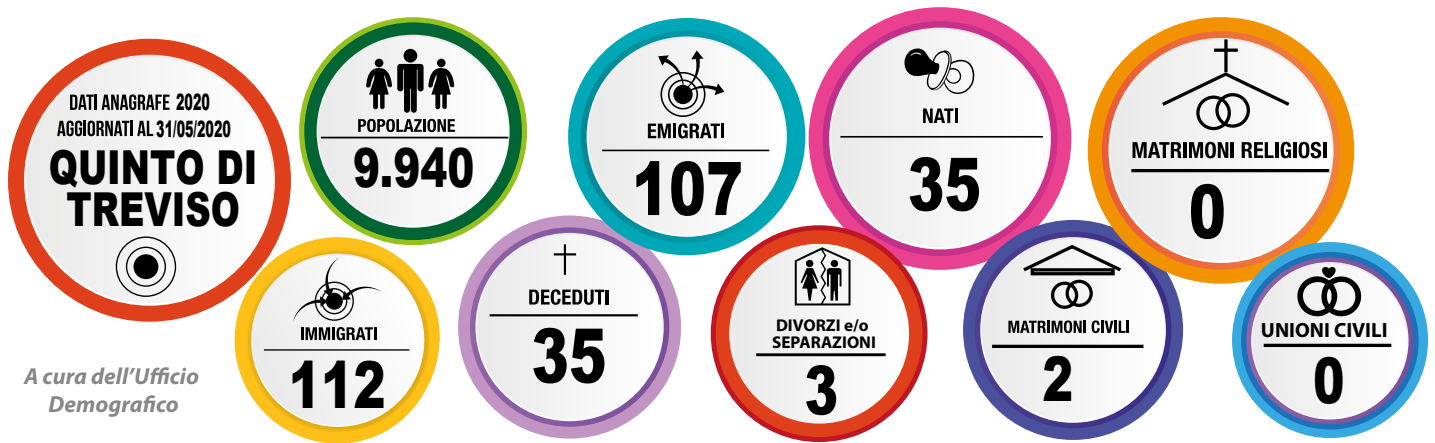 DATI ANAGRAFE 2020
AGGIORNATI AL 31/05/2020
QUINTO DI
TREVISO
POPOLAZIONE
9.940
EMIGRATI
107
NATI
35
MATRIMONI RELIGIOSI
0
IMMIGRATI
112
DECEDUTI
35
DIVORZI e/o
SEPARAZIONI
3
MATRIMONI CIVILI
2
UNIONI CIVILI
0
A cura dell'Ufficio
Demografico